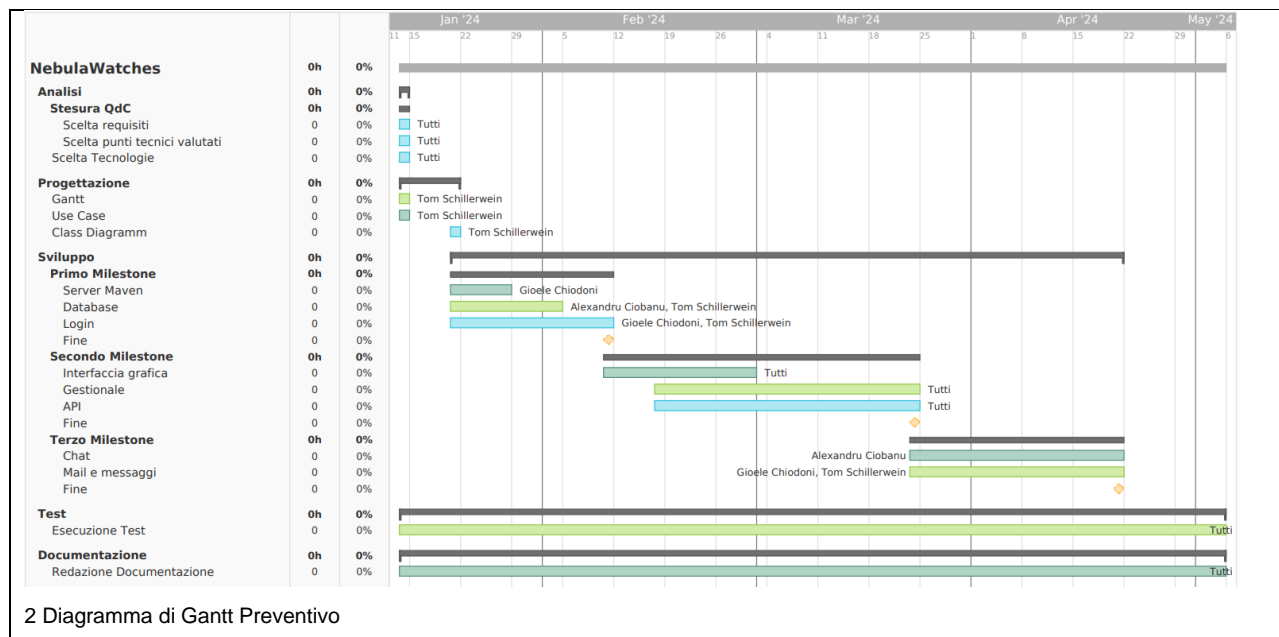 Jan '24 Feb '24 Mar '24 Apr '24 May '24
11 15 22 29 5 12 19 26 4 11 18 25 1 8 15 22 29 6
NebulaWatches 0h 0%
Analisi 0h 0%
Stesura QdC 0h 0%
Scelta requisiti 0 0% Tutti
Scelta punti tecnici valutati 0 0% Tutti
Scelta Tecnologie 0 0% Tutti
Progettazione 0h 0%
Gantt 0 0% Tom Schillerwein
Use Case 0 0% Tom Schillerwein
Class Diagramm 0 0% Tom Schillerwein
Sviluppo 0h 0%
Primo Milestone 0h 0%
Server Maven 0 0% Gioele Chiodoni
Database 0 0% Alexandru Ciobanu, Tom Schillerwein
Login 0 0% Gioele Chiodoni, Tom Schillerwein
Fine 0 0%
Secondo Milestone 0h 0%
Interfaccia grafica 0 0% Tutti
Gestionale 0 0% Tutti
API 0 0% Tutti
Fine 0 0%
Terzo Milestone 0h 0%
Chat 0 0% Alexandru Ciobanu
Mail e messaggi 0 0% Gioele Chiodoni, Tom Schillerwein
Fine 0 0%
Test 0h 0%
Esecuzione Test 0 0% Tutti
Documentazione 0h 0%
Redazione Documentazione 0 0% Tutti
2 Diagramma di Gantt Preventivo